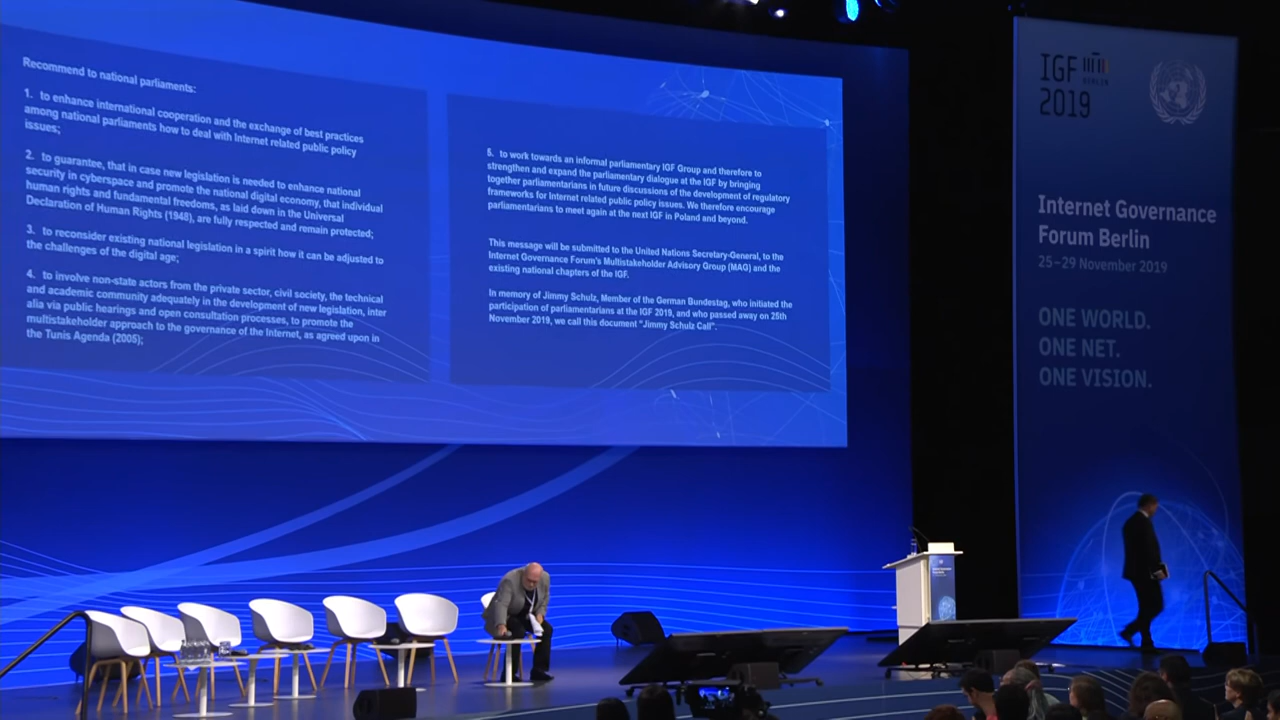 Recommend to national parliaments:
1. to enhance international cooperation and the exchange of best practices
among national parliaments how to deal with Internet related public policy
issues;
2. to guarantee, that in case new legislation is needed to enhance national
security in cyberspace and promote the national digital economy, that individual
human rights and fundamental freedoms, as laid down in the Universal
Declaration of Human Rights (1948), are fully respected and remain protected;
3. to reconsider existing national legislation in a spirit how it can be adjusted to
the challenges of the digital age;
4. to involve non-state actors from the private sector, civil society, the technical
and academic community adequately in the development of new legislation, inter
alia via public hearings and open consultation processes, to promote the
multistakeholder approach to the governance of the Internet, as agreed upon in
the Tunis Agenda (2005);
5. to work towards an informal parliamentary IGF Group and therefore to
strengthen and expand the parliamentary dialogue at the IGF by bringing
together parliamentarians in future discussions of the development of regulatory
frameworks for Internet related public policy issues. We therefore encourage
parliamentarians to meet again at the next IGF in Poland and beyond.
This message will be submitted to the United Nations Secretary-General, to the
Internet Governance Forum's Multistakeholder Advisory Group (MAG) and the
existing national chapters of the IGF.
In memory of Jimmy Schulz, Member of the German Bundestag, who initiated the
participation of parliamentarians at the IGF 2019, and who passed away on 25th
November 2019, we call this document "Jimmy Schulz Call".
IGF
BERLIN
2019
Internet Governance
Forum Berlin
25–29 November 2019
ONE WORLD.
ONE NET.
ONE VISION.